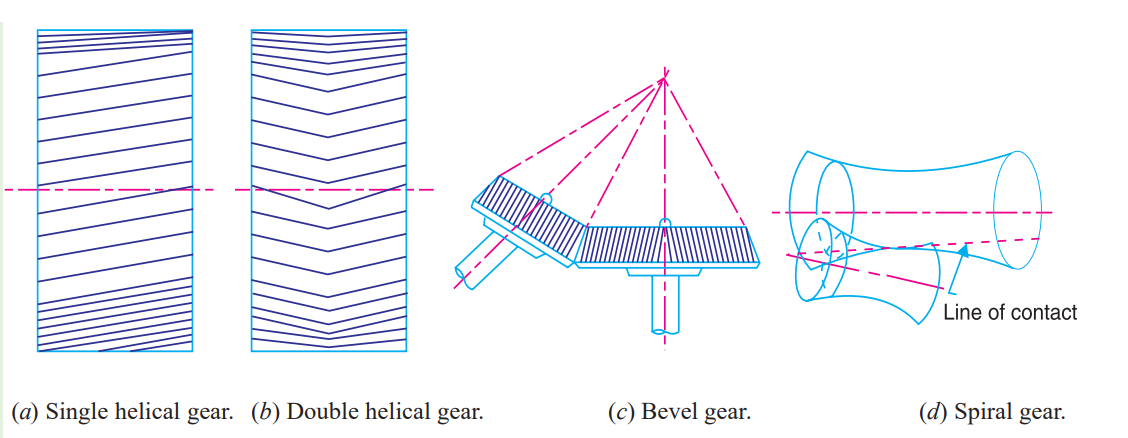 Line of contact
(a) Single helical gear. (b) Double helical gear. (c) Bevel gear. (d) Spiral gear.